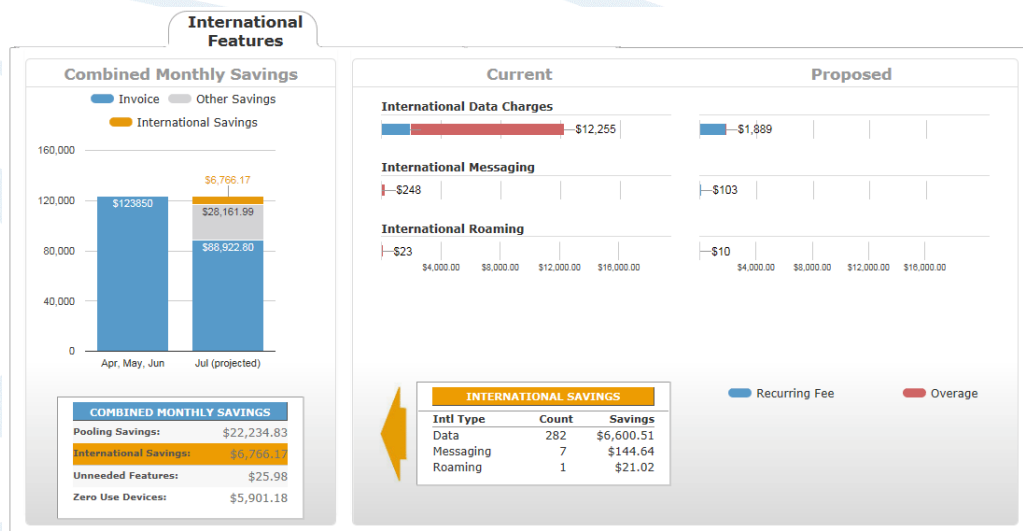 International
Features
Combined Monthly Savings
Invoice Other Savings
International Savings
160,000
120,000
80,000
40,000
0
$123850
$6,766.17
$28,161.99
$88,922.80
Apr, May, Jun Jul (projected)
COMBINED MONTHLY SAVINGS
Pooling Savings: $22,234.83
International Savings: $6,766.17
Unneeded Features: $25.98
Zero Use Devices: $5,901.18
Current Proposed
International Data Charges
$12,255 $1,889
International Messaging
$248 $103
International Roaming
$23 $10
$4,000.00 $8,000.00 $12,000.00 $16,000.00 $4,000.00 $8,000.00 $12,000.00 $16,000.00
INTERNATIONAL SAVINGS
Intl Type Count Savings
Data 282 $6,600.51
Messaging 7 $144.64
Roaming 1 $21.02
Recurring Fee Overage